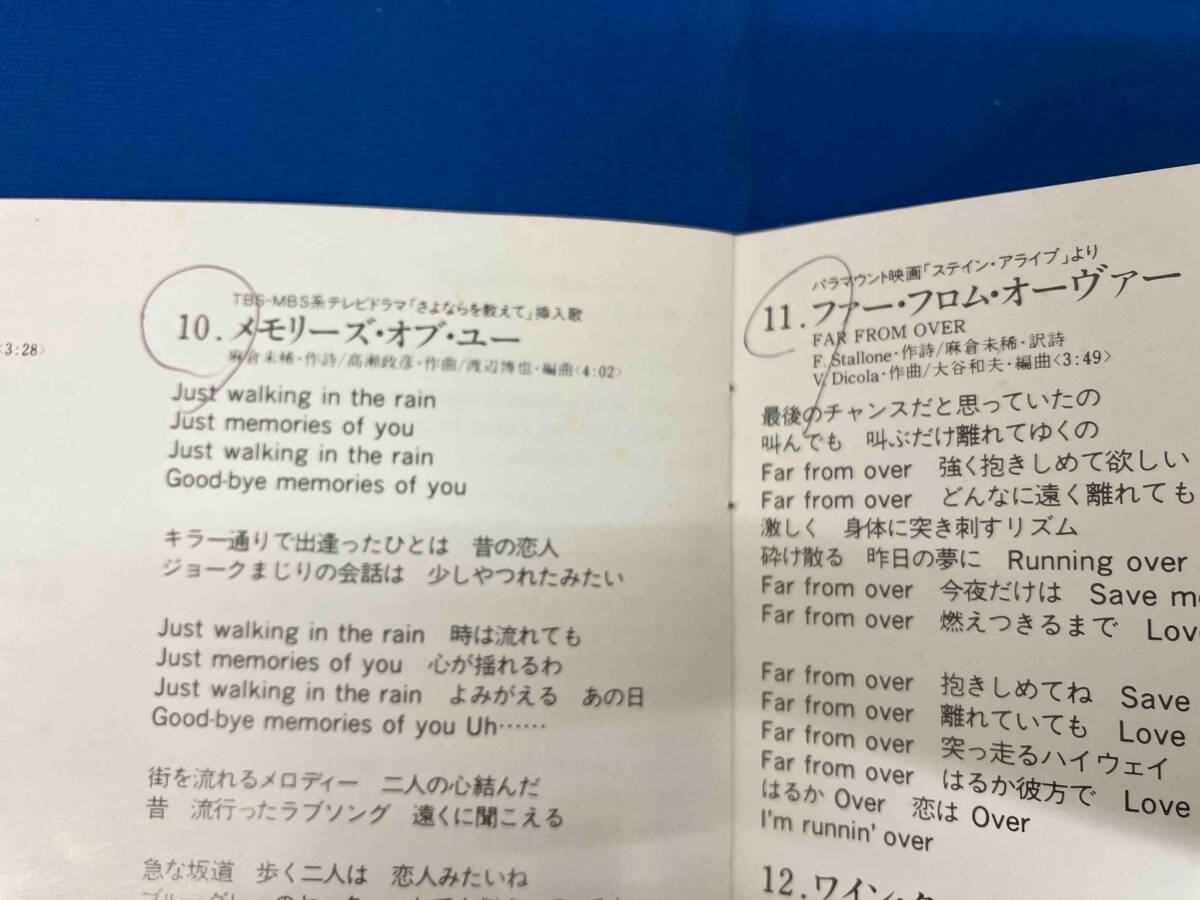 3:28〉
TBS-MBS系テレビドラマ「さよならを教えて」挿入歌
10.メモリーズ・オブ・ユー
麻倉未稀・作詩/高瀬政彦・作曲/渡辺博也・編曲〈4:02〉
Just walking in the rain
Just memories of you
Just walking in the rain
Good-bye memories of you
キラー通りで出逢ったひとは 昔の恋人
ジョークまじりの会話は 少しやつれたみたい
Just walking in the rain 時は流れても
Just memories of you 心が揺れるわ
Just walking in the rain よみがえる あの日
Good-bye memories of you Uh……
街を流れるメロディー 二人の心結んだ
昔 流行ったラブソング 遠くに聞こえる
急な坂道 歩く二人は 恋人みたいね
パラマウント映画「ステイン・アライブ」より
11.ファー・フロム・オーヴァー
FAR FROM OVER
F. Stallone・作詩/麻倉未稀・訳詩
V. Dicola・作曲/大谷和夫・編曲〈3:49〉
最後のチャンスだと思っていたの
叫んでも 叫ぶだけ離れてゆくの
Far from over 強く抱きしめて欲しい
Far from over どんなに遠く離れても
激しく 身体に突き刺すリズム
砕け散る 昨日の夢に Running over
Far from over 今夜だけは Save me
Far from over 燃えつきるまで Love
Far from over 抱きしめてね Save
Far from over 離れていても Love
Far from over 突っ走るハイウェイ
Far from over はるか彼方で Love
はるか Over 恋は Over
I'm runnin' over
12.ワイン・